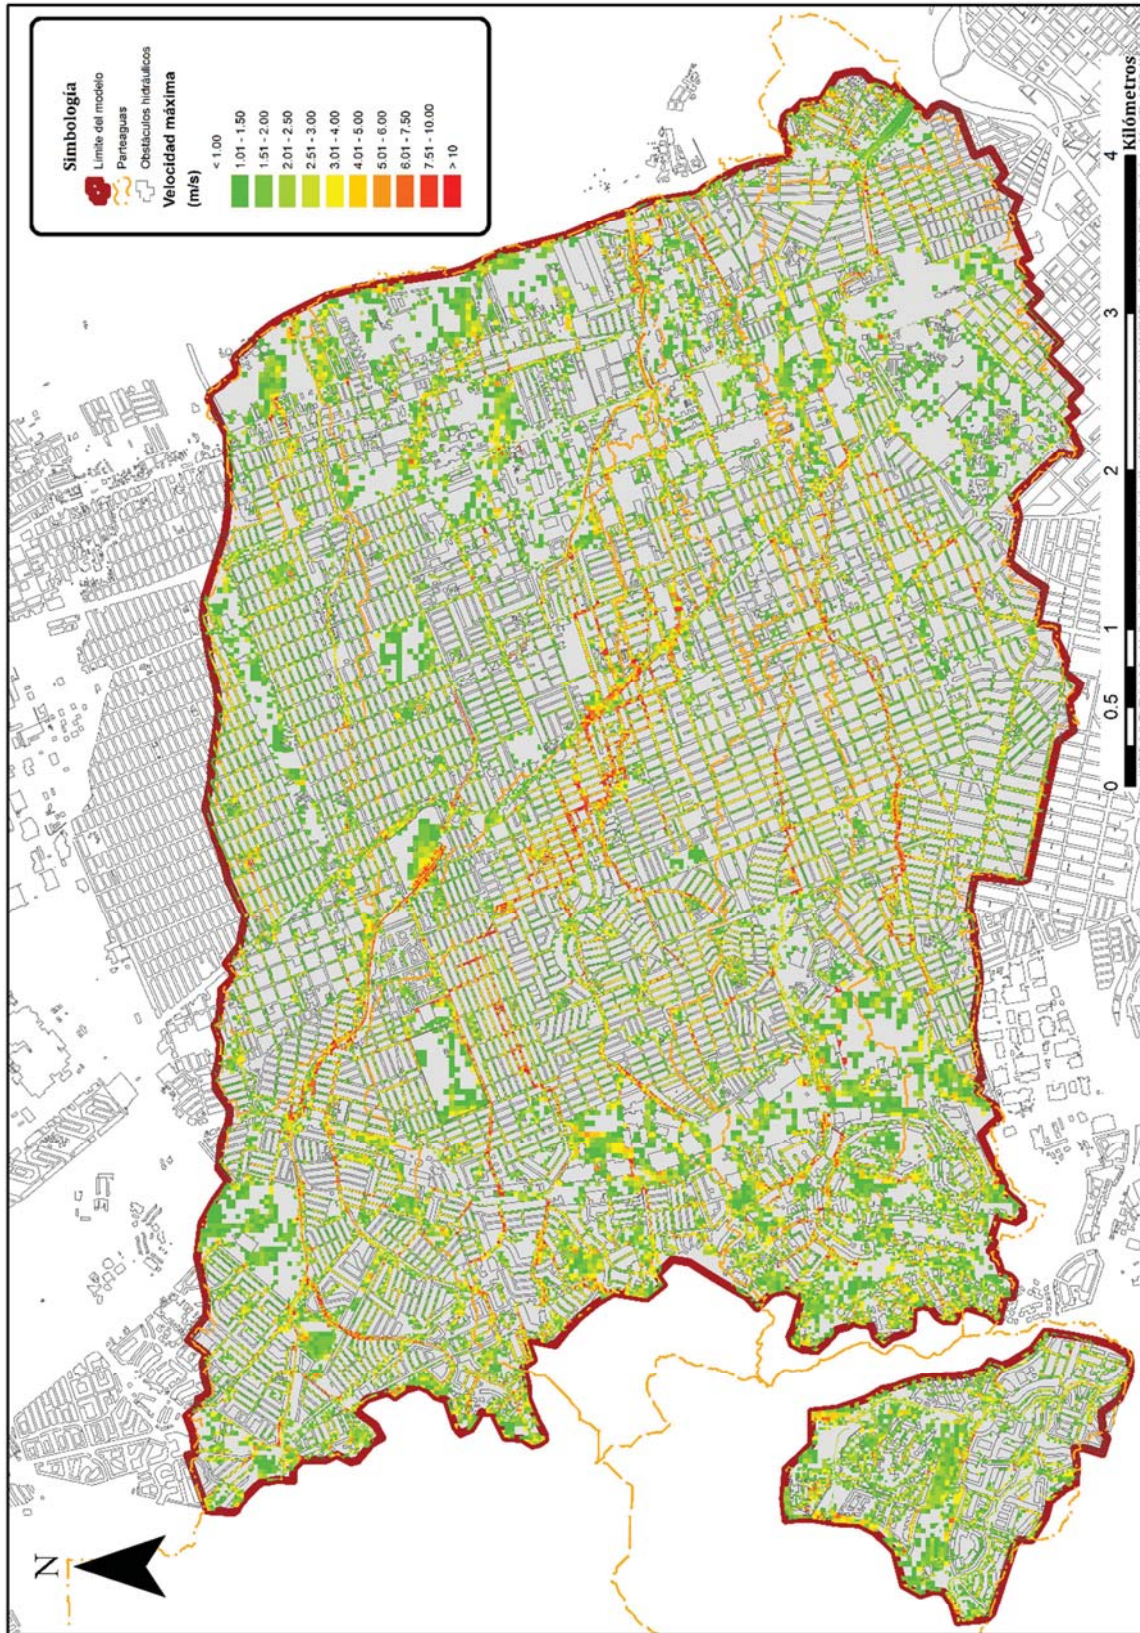 Simbología
Límite del modelo
Parteaguas
Obstáculos hidráulicos
Velocidad máxima
(m/s)
< 1.00
1.01 - 1.50
1.51 - 2.00
2.01 - 2.50
2.51 - 3.00
3.01 - 4.00
4.01 - 5.00
5.01 - 6.00
6.01 - 7.50
7.51 - 10.00
> 10
N
0 0.5 1 2 3 4
Kilómetros